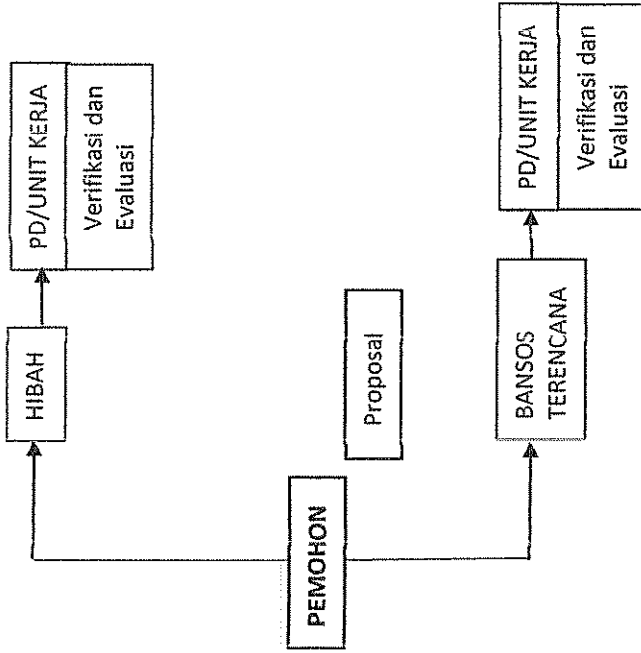 PEMOHON
Proposal
HIBAH
PD/UNIT KERJA
Verifikasi dan
Evaluasi
BANSOS
TERENCANA
PD/UNIT KERJA
Verifikasi dan
Evaluasi